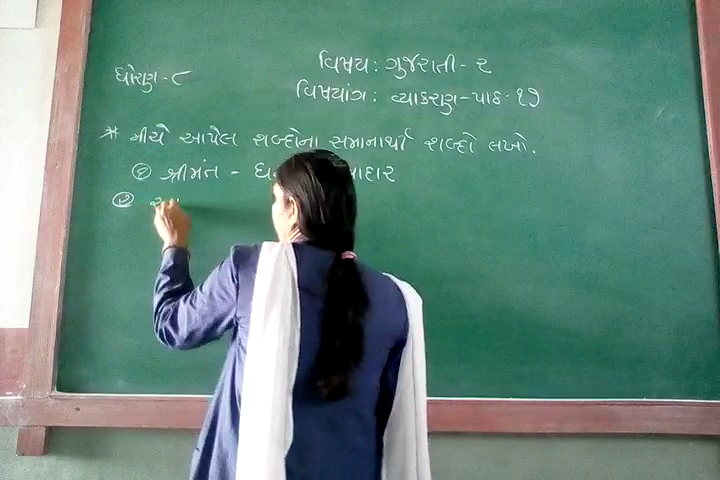 વિષય: ગુજરાતી - ૨
ધોરણ - ૮
વિષયાંગ: વ્યાકરણ - પાઠ - ૧૭
* નીચે આપેલ શબ્દોના સમાનાર્થી શબ્દો લખો.
① શ્રીમંત -
②